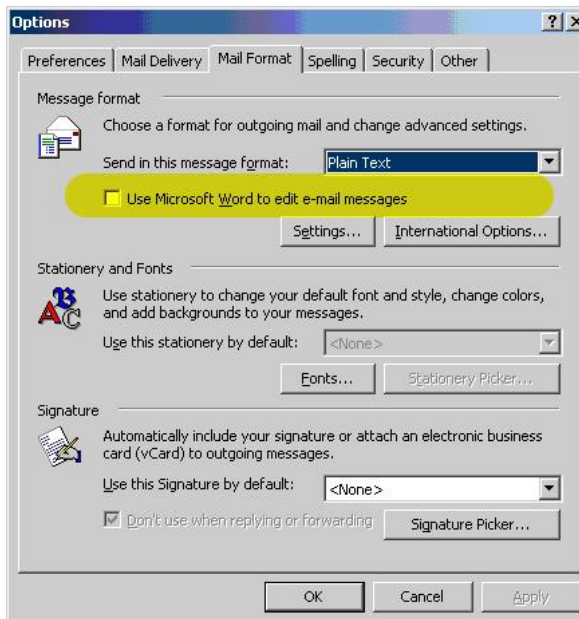 Options
Preferences Mail Delivery Mail Format Spelling Security Other
Message format
Choose a format for outgoing mail and change advanced settings.
Send in this message format: Plain Text
Use Microsoft Word to edit e-mail messages
Settings... International Options...
Stationery and Fonts
Use stationery to change your default font and style, change colors,
and add backgrounds to your messages.
Use this stationery by default: <None>
Fonts... Stationery Picker...
Signature
Automatically include your signature or attach an electronic business
card (vCard) to outgoing messages.
Use this Signature by default: <None>
Don't use when replying or forwarding Signature Picker...
OK Cancel Apply